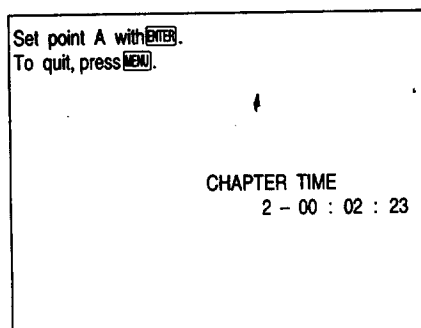 Set point A with ENTER.
To quit, press MENU.
CHAPTER TIME
2 – 00 : 02 : 23